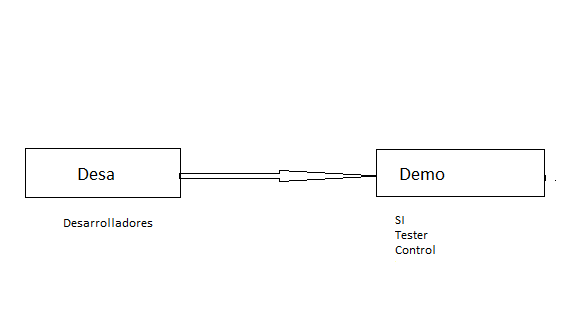 Desa
Demo
Desarrolladores
SI
Tester
Control